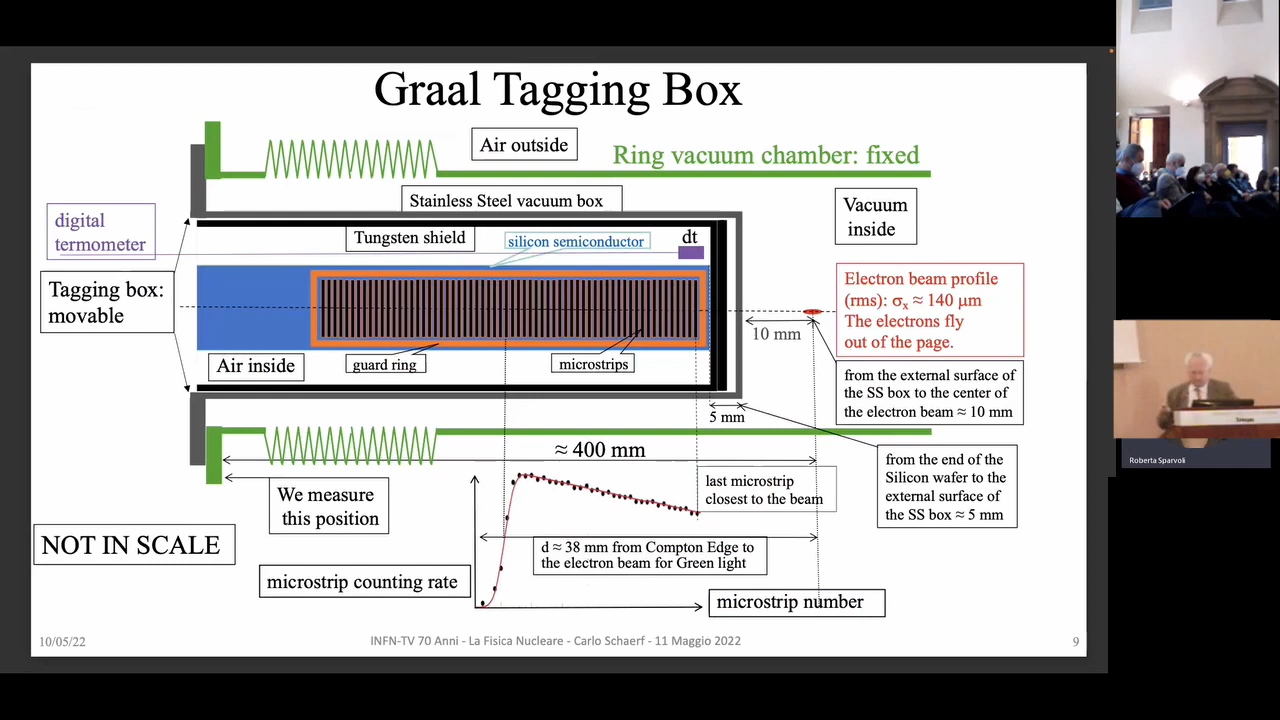 Graal Tagging Box
Air outside
Ring vacuum chamber: fixed
Stainless Steel vacuum box
Vacuum
inside
digital
termometer
Tungsten shield
silicon semiconductor
dt
Tagging box:
movable
Electron beam profile
(rms): σx ≈ 140 μm
The electrons fly
out of the page.
10 mm
Air inside
guard ring
microstrips
from the external surface of
the SS box to the center of
the electron beam ≈ 10 mm
5 mm
≈ 400 mm
from the end of the
Silicon wafer to the
external surface of
the SS box ≈ 5 mm
We measure
this position
last microstrip
closest to the beam
NOT IN SCALE
d ≈ 38 mm from Compton Edge to
the electron beam for Green light
microstrip counting rate
microstrip number
10/05/22
INFN-TV 70 Anni - La Fisica Nucleare - Carlo Schaerf - 11 Maggio 2022
9
Roberta Sparvoli